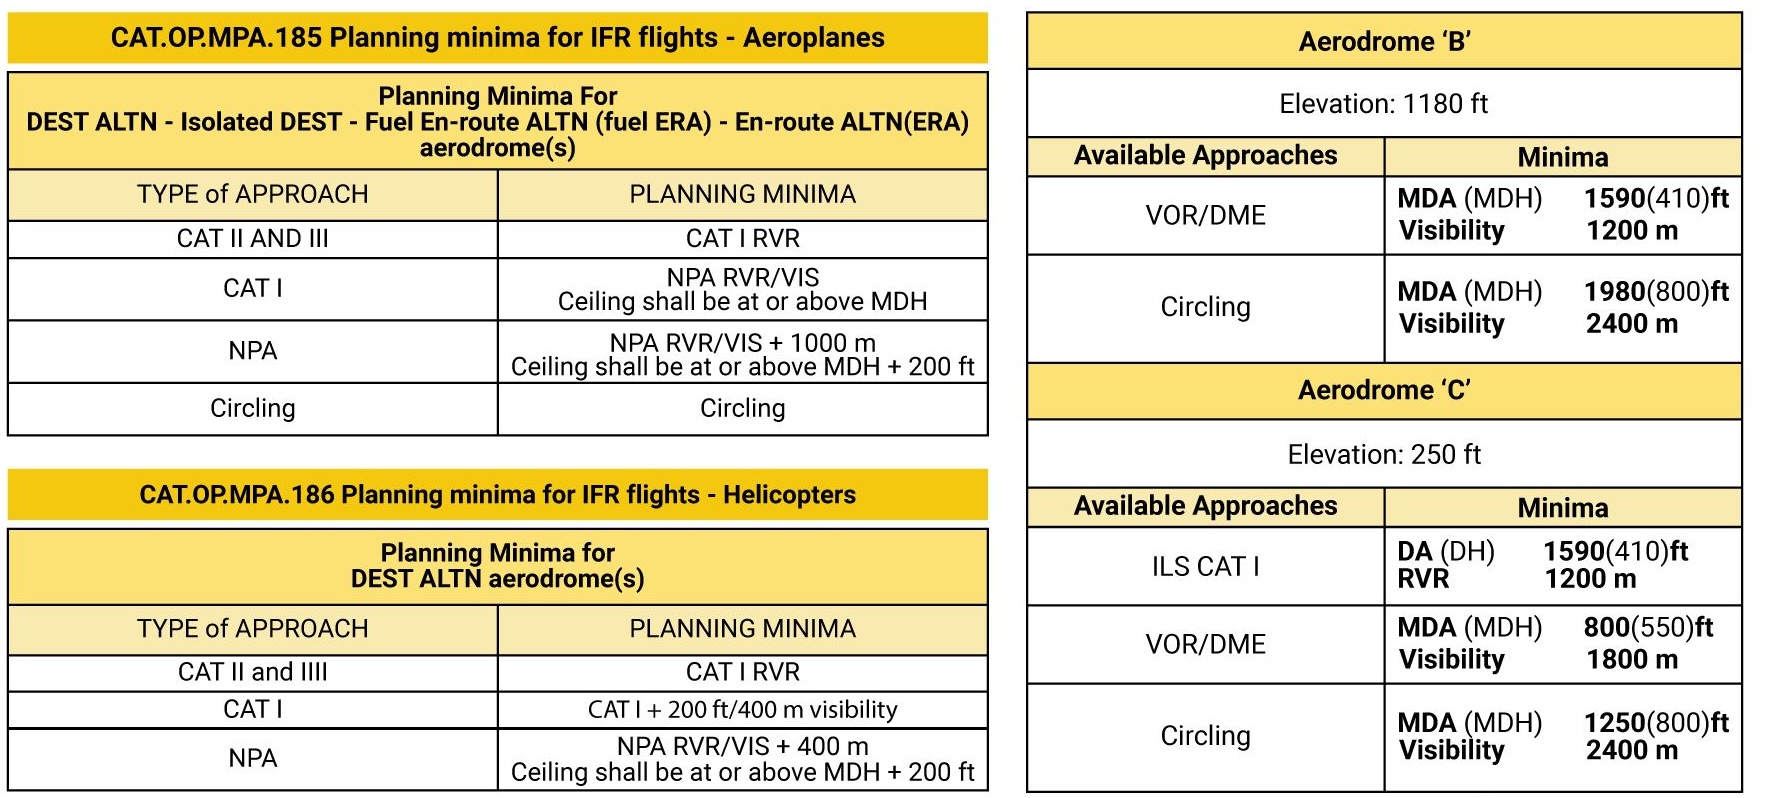 CAT.OP.MPA.185 Planning minima for IFR flights - Aeroplanes
Planning Minima For
DEST ALTN - Isolated DEST - Fuel En-route ALTN (fuel ERA) - En-route ALTN(ERA)
aerodrome(s)
TYPE of APPROACH
PLANNING MINIMA
CAT II AND III
CAT I RVR
CAT I
NPA RVR/VIS
Ceiling shall be at or above MDH
NPA
NPA RVR/VIS + 1000 m
Ceiling shall be at or above MDH + 200 ft
Circling
Circling
CAT.OP.MPA.186 Planning minima for IFR flights - Helicopters
Planning Minima for
DEST ALTN aerodrome(s)
TYPE of APPROACH
PLANNING MINIMA
CAT II and IIII
CAT I RVR
CAT I
CAT I + 200 ft/400 m visibility
NPA
NPA RVR/VIS + 400 m
Ceiling shall be at or above MDH + 200 ft
Aerodrome ‘B’
Elevation: 1180 ft
Available Approaches
Minima
VOR/DME
MDA (MDH) 1590(410)ft
Visibility 1200 m
Circling
MDA (MDH) 1980(800)ft
Visibility 2400 m
Aerodrome ‘C’
Elevation: 250 ft
Available Approaches
Minima
ILS CAT I
DA (DH) 1590(410)ft
RVR 1200 m
VOR/DME
MDA (MDH) 800(550)ft
Visibility 1800 m
Circling
MDA (MDH) 1250(800)ft
Visibility 2400 m